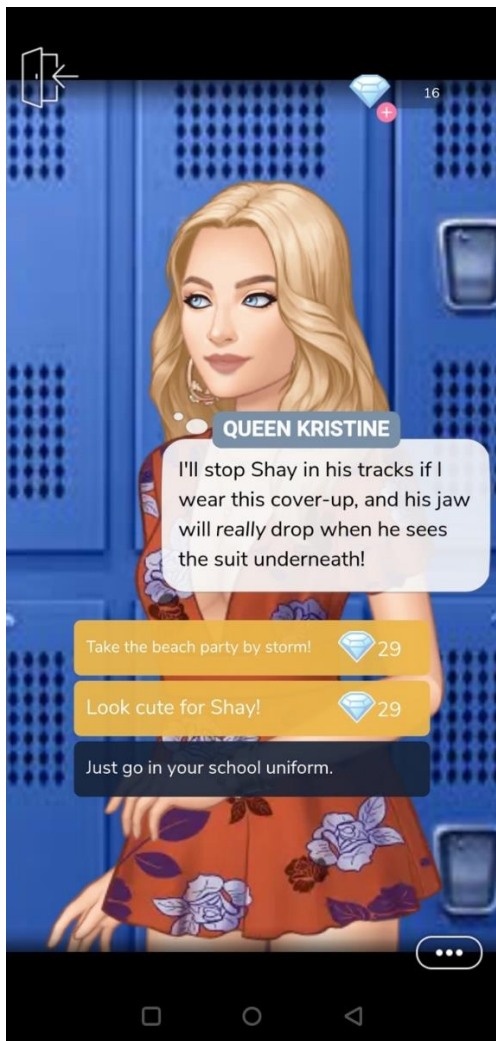 16
QUEEN KRISTINE
I'll stop Shay in his tracks if I
wear this cover-up, and his jaw
will really drop when he sees
the suit underneath!
Take the beach party by storm! 29
Look cute for Shay! 29
Just go in your school uniform.